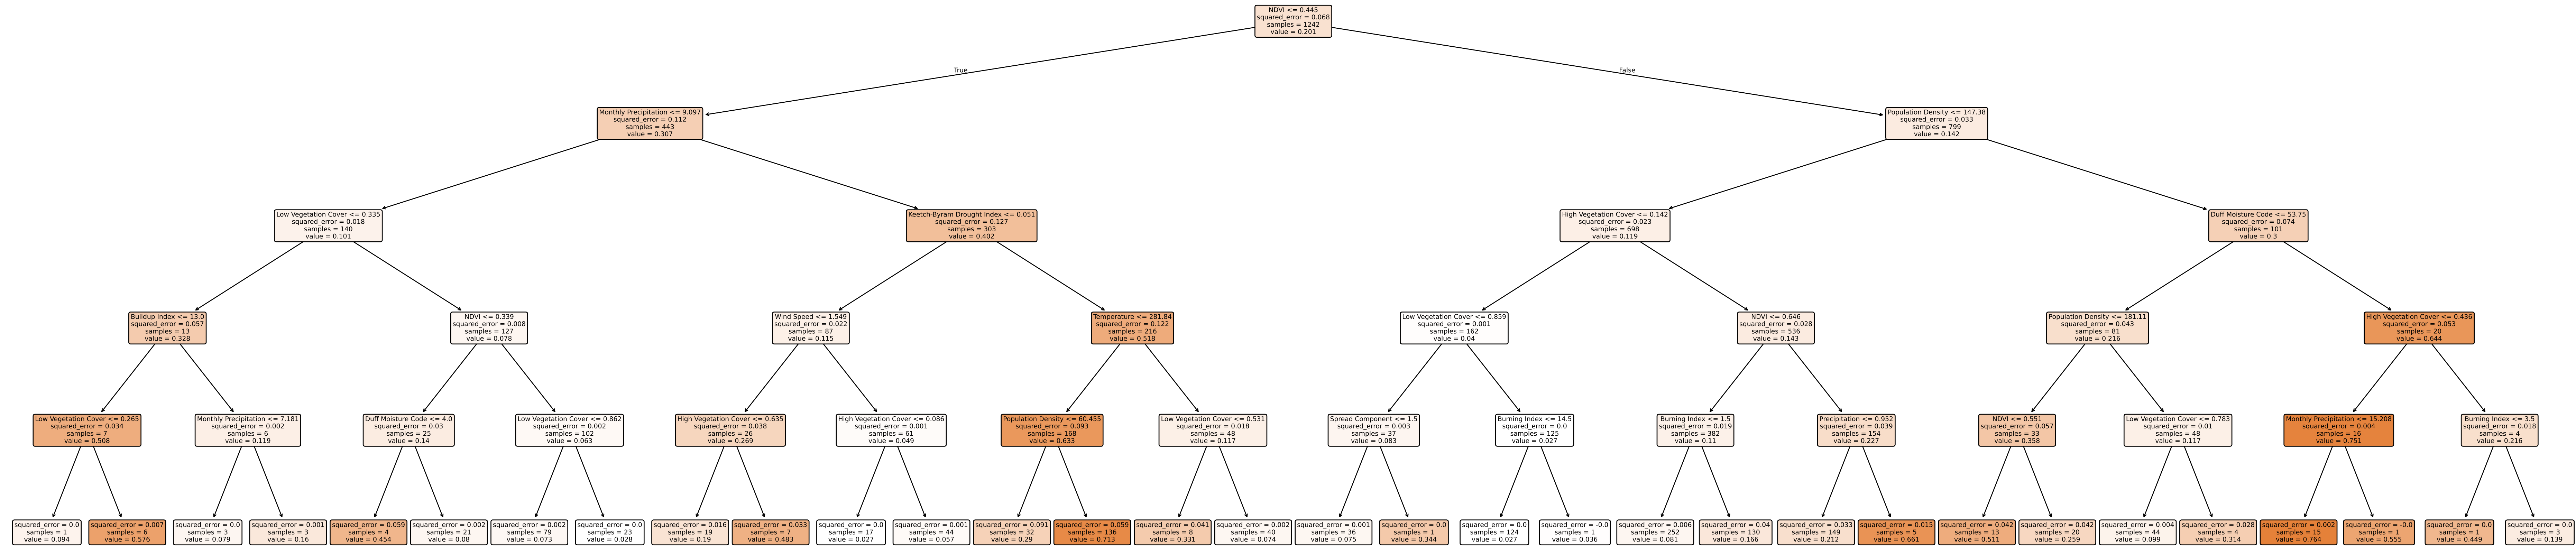 NDVI <= 0.445
squared_error = 0.068
samples = 1242
value = 0.201
True
False
Monthly Precipitation <= 9.097
squared_error = 0.112
samples = 443
value = 0.307
Population Density <= 147.38
squared_error = 0.033
samples = 799
value = 0.142
Low Vegetation Cover <= 0.335
squared_error = 0.018
samples = 140
value = 0.101
Keetch-Byram Drought Index <= 0.051
squared_error = 0.127
samples = 303
value = 0.402
High Vegetation Cover <= 0.142
squared_error = 0.023
samples = 698
value = 0.119
Duff Moisture Code <= 53.75
squared_error = 0.074
samples = 101
value = 0.3
Buildup Index <= 13.0
squared_error = 0.057
samples = 13
value = 0.328
NDVI <= 0.339
squared_error = 0.008
samples = 127
value = 0.078
Wind Speed <= 1.549
squared_error = 0.022
samples = 87
value = 0.115
Temperature <= 281.84
squared_error = 0.122
samples = 216
value = 0.518
Low Vegetation Cover <= 0.859
squared_error = 0.001
samples = 162
value = 0.04
NDVI <= 0.646
squared_error = 0.028
samples = 536
value = 0.143
Population Density <= 181.11
squared_error = 0.043
samples = 81
value = 0.216
High Vegetation Cover <= 0.436
squared_error = 0.053
samples = 20
value = 0.644
Low Vegetation Cover <= 0.265
squared_error = 0.034
samples = 7
value = 0.508
Monthly Precipitation <= 7.181
squared_error = 0.002
samples = 6
value = 0.119
Duff Moisture Code <= 4.0
squared_error = 0.03
samples = 25
value = 0.14
Low Vegetation Cover <= 0.862
squared_error = 0.002
samples = 102
value = 0.063
High Vegetation Cover <= 0.635
squared_error = 0.038
samples = 26
value = 0.269
High Vegetation Cover <= 0.086
squared_error = 0.001
samples = 61
value = 0.049
Population Density <= 60.455
squared_error = 0.093
samples = 168
value = 0.633
Low Vegetation Cover <= 0.531
squared_error = 0.018
samples = 48
value = 0.117
Spread Component <= 1.5
squared_error = 0.003
samples = 37
value = 0.083
Burning Index <= 14.5
squared_error = 0.0
samples = 125
value = 0.027
Burning Index <= 1.5
squared_error = 0.019
samples = 382
value = 0.11
Precipitation <= 0.952
squared_error = 0.039
samples = 154
value = 0.227
NDVI <= 0.551
squared_error = 0.057
samples = 33
value = 0.358
Low Vegetation Cover <= 0.783
squared_error = 0.01
samples = 48
value = 0.117
Monthly Precipitation <= 15.208
squared_error = 0.004
samples = 16
value = 0.751
Burning Index <= 3.5
squared_error = 0.018
samples = 4
value = 0.216
squared_error = 0.0
samples = 1
value = 0.094
squared_error = 0.007
samples = 6
value = 0.576
squared_error = 0.0
samples = 3
value = 0.079
squared_error = 0.001
samples = 3
value = 0.16
squared_error = 0.059
samples = 4
value = 0.454
squared_error = 0.002
samples = 21
value = 0.08
squared_error = 0.002
samples = 79
value = 0.073
squared_error = 0.0
samples = 23
value = 0.028
squared_error = 0.016
samples = 19
value = 0.19
squared_error = 0.033
samples = 7
value = 0.483
squared_error = 0.0
samples = 17
value = 0.027
squared_error = 0.001
samples = 44
value = 0.057
squared_error = 0.091
samples = 32
value = 0.29
squared_error = 0.059
samples = 136
value = 0.713
squared_error = 0.041
samples = 8
value = 0.331
squared_error = 0.002
samples = 40
value = 0.074
squared_error = 0.001
samples = 36
value = 0.075
squared_error = 0.0
samples = 1
value = 0.344
squared_error = 0.0
samples = 124
value = 0.027
squared_error = -0.0
samples = 1
value = 0.036
squared_error = 0.006
samples = 252
value = 0.081
squared_error = 0.04
samples = 130
value = 0.166
squared_error = 0.033
samples = 149
value = 0.212
squared_error = 0.015
samples = 5
value = 0.661
squared_error = 0.042
samples = 13
value = 0.511
squared_error = 0.042
samples = 20
value = 0.259
squared_error = 0.004
samples = 44
value = 0.099
squared_error = 0.028
samples = 4
value = 0.314
squared_error = 0.002
samples = 15
value = 0.764
squared_error = -0.0
samples = 1
value = 0.555
squared_error = 0.0
samples = 1
value = 0.449
squared_error = 0.0
samples = 3
value = 0.139